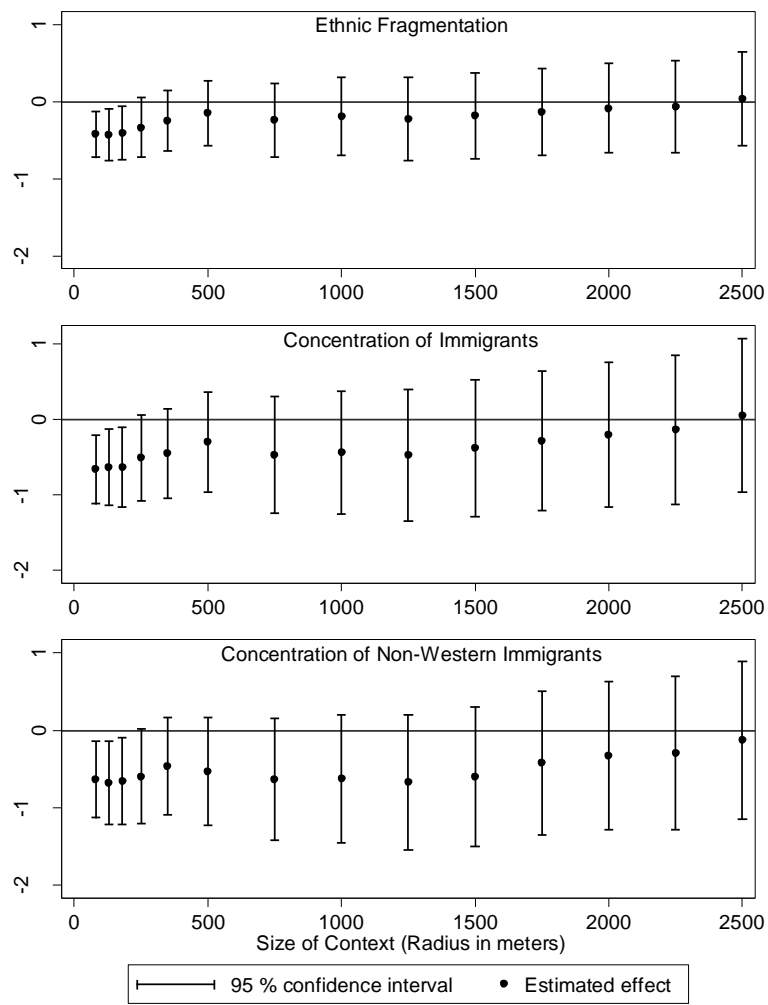 Ethnic Fragmentation
1
0
-1
-2
0 500 1000 1500 2000 2500
Concentration of Immigrants
1
0
-1
-2
0 500 1000 1500 2000 2500
Concentration of Non-Western Immigrants
1
0
-1
-2
0 500 1000 1500 2000 2500
Size of Context (Radius in meters)
95 % confidence interval Estimated effect